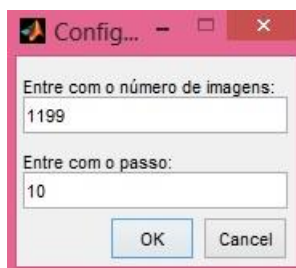 Config...
Entre com o número de imagens:
1199
Entre com o passo:
10
OK Cancel